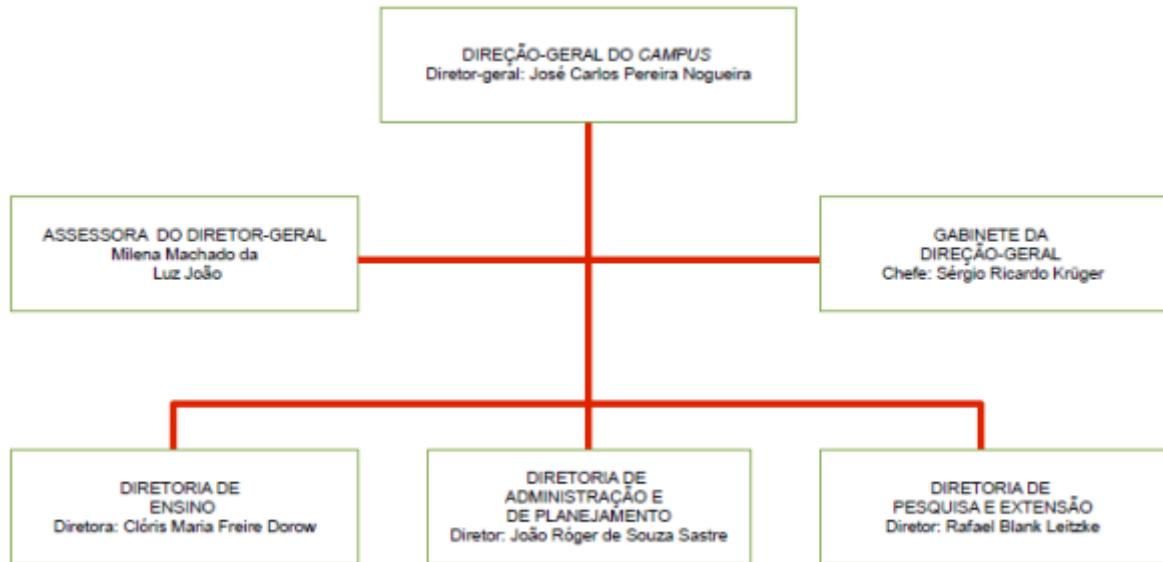 DIREÇÃO-GERAL DO CAMPUS
Diretor-geral: José Carlos Pereira Nogueira
ASSESSORA DO DIRETOR-GERAL
Milena Machado da
Luz João
GABINETE DA
DIREÇÃO-GERAL
Chefe: Sérgio Ricardo Krüger
DIRETORIA DE
ENSINO
Diretora: Clóris Maria Freire Dorow
DIRETORIA DE
ADMINISTRAÇÃO E
DE PLANEJAMENTO
Diretor: João Róger de Souza Sastre
DIRETORIA DE
PESQUISA E EXTENSÃO
Diretor: Rafael Blank Leitzke